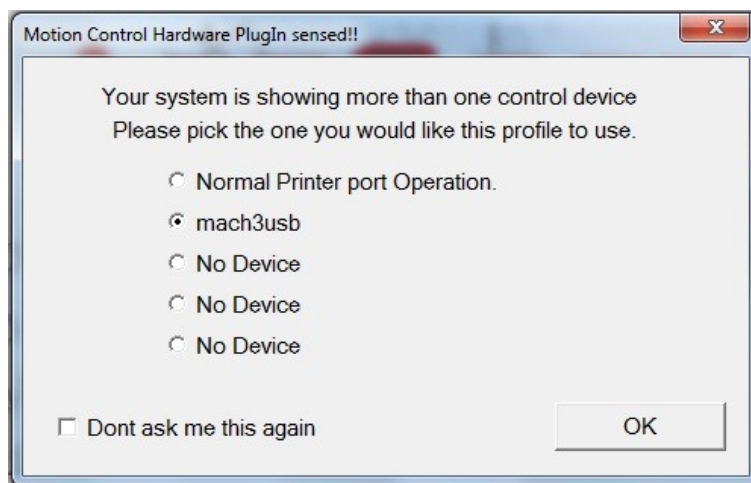 Motion Control Hardware PlugIn sensed!!
Your system is showing more than one control device
Please pick the one you would like this profile to use.
Normal Printer port Operation.
mach3usb
No Device
No Device
No Device
Dont ask me this again
OK